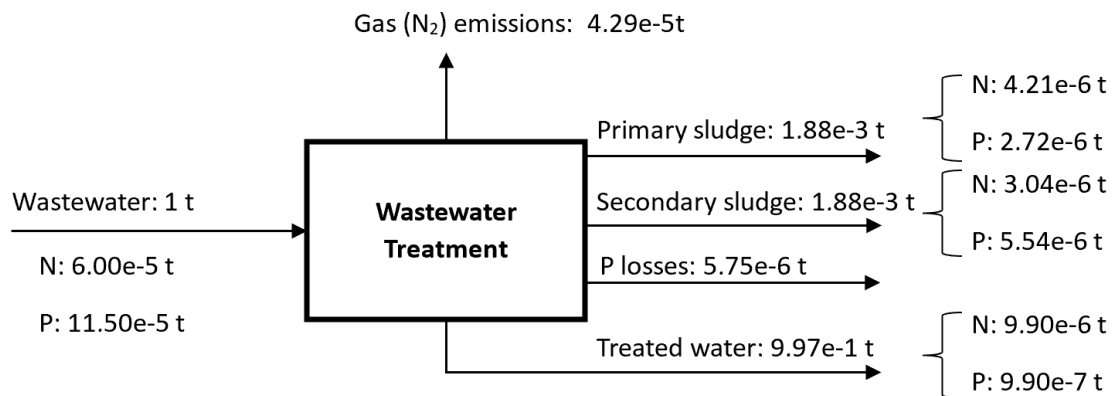 Gas (N₂) emissions: 4.29e-5t
N: 4.21e-6 t
Primary sludge: 1.88e-3 t
P: 2.72e-6 t
Wastewater: 1 t
Wastewater
Treatment
N: 6.00e-5 t
P: 11.50e-5 t
Secondary sludge: 1.88e-3 t
N: 3.04e-6 t
P: 5.54e-6 t
P losses: 5.75e-6 t
Treated water: 9.97e-1 t
N: 9.90e-6 t
P: 9.90e-7 t